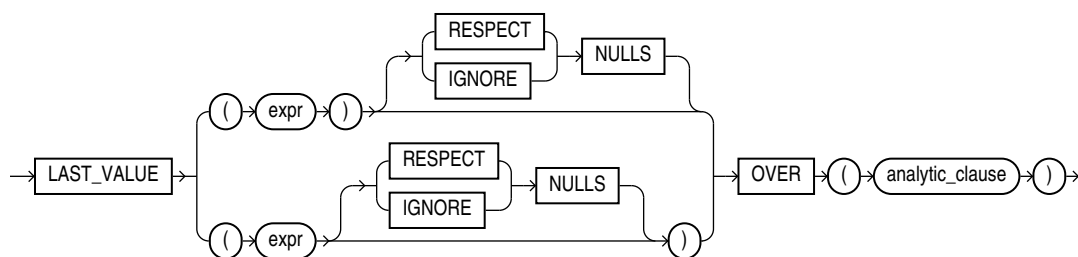 RESPECT
IGNORE
NULLS
( expr )
LAST_VALUE
RESPECT
IGNORE
NULLS
( expr )
OVER ( analytic_clause )